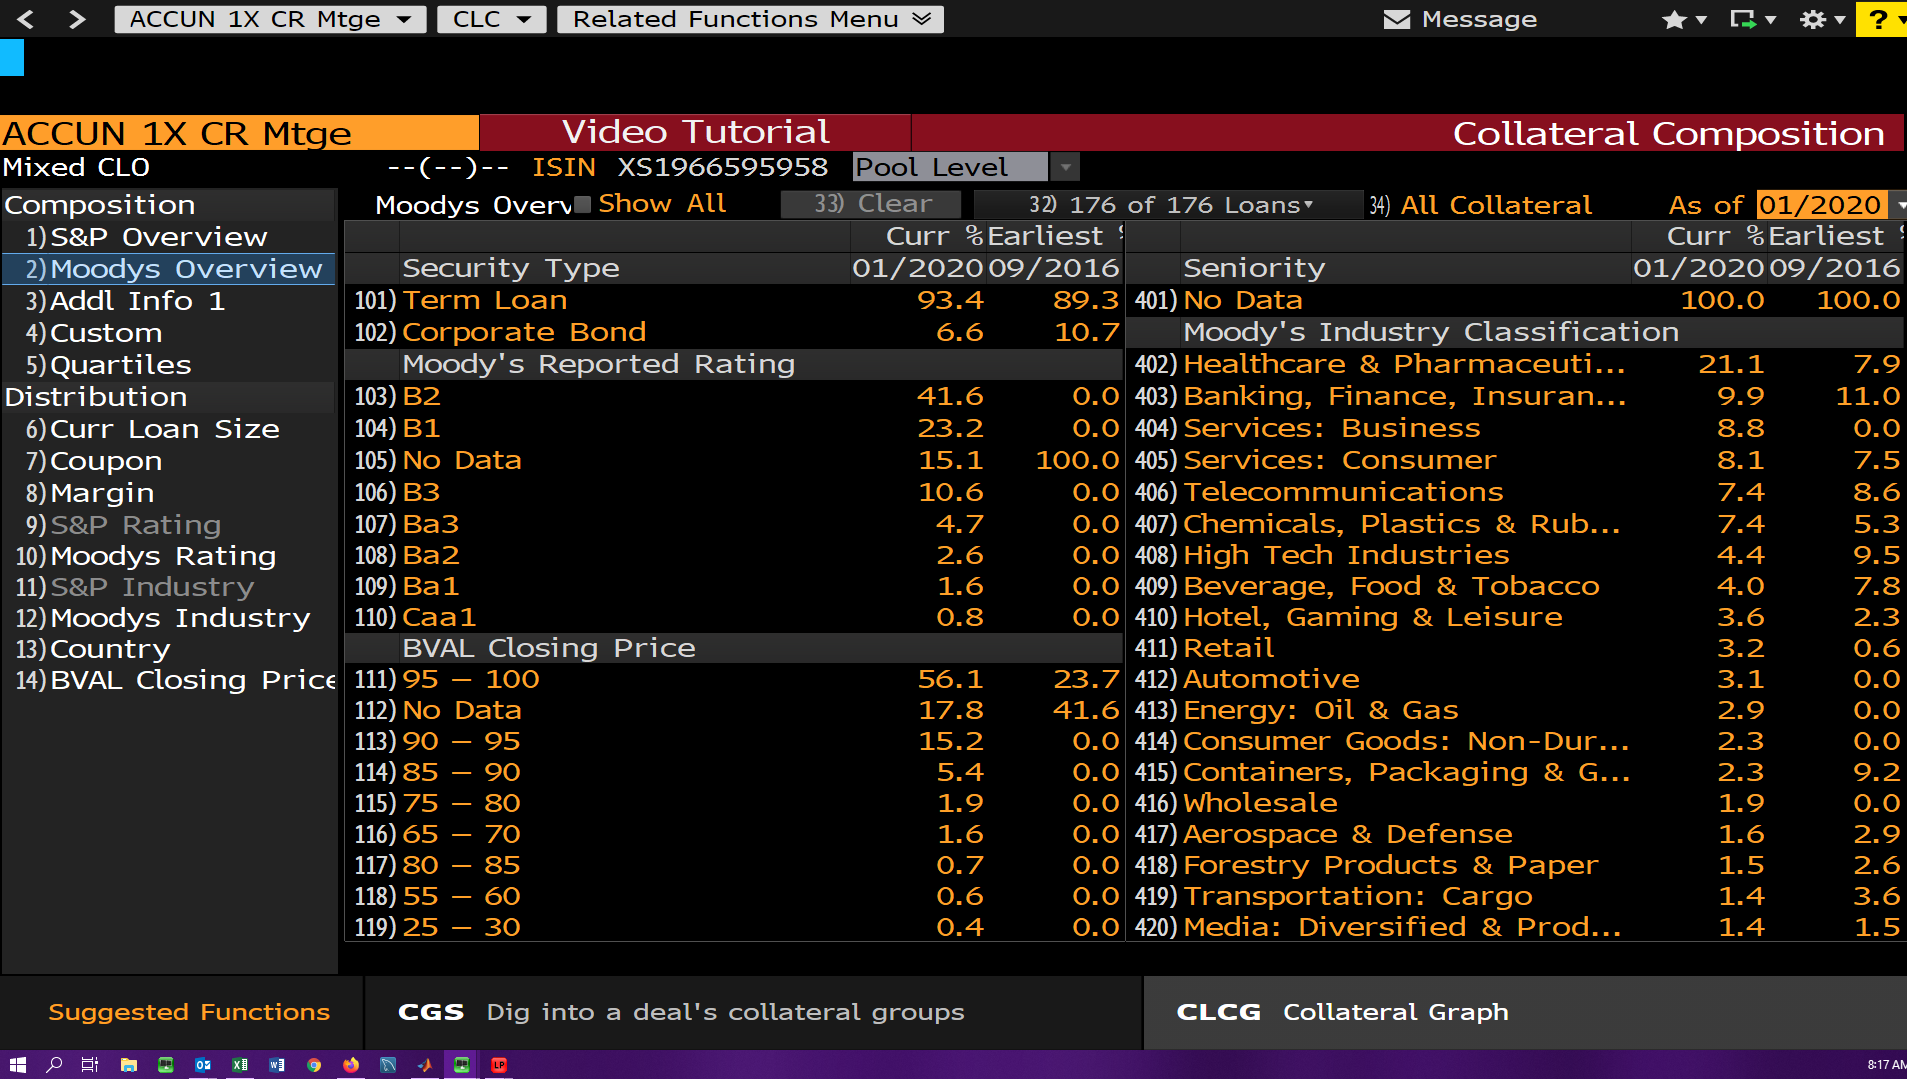 ACCUN 1X CR Mtge CLC Related Functions Menu Message ?
ACCUN 1X CR Mtge Video Tutorial Collateral Composition
Mixed CLO --(--)-- ISIN XS1966595958 Pool Level
Moodys Overv Show All 33) Clear 32) 176 of 176 Loans 34) All Collateral As of 01/2020
Composition
1) S&P Overview
2) Moodys Overview
3) Addl Info 1
4) Custom
5) Quartiles
Distribution
6) Curr Loan Size
7) Coupon
8) Margin
9) S&P Rating
10) Moodys Rating
11) S&P Industry
12) Moodys Industry
13) Country
14) BVAL Closing Price
Curr % Earliest %
Security Type 01/2020 09/2016
101) Term Loan 93.4 89.3
102) Corporate Bond 6.6 10.7
Moody's Reported Rating
103) B2 41.6 0.0
104) B1 23.2 0.0
105) No Data 15.1 100.0
106) B3 10.6 0.0
107) Ba3 4.7 0.0
108) Ba2 2.6 0.0
109) Ba1 1.6 0.0
110) Caa1 0.8 0.0
BVAL Closing Price
111) 95 – 100 56.1 23.7
112) No Data 17.8 41.6
113) 90 – 95 15.2 0.0
114) 85 – 90 5.4 0.0
115) 75 – 80 1.9 0.0
116) 65 – 70 1.6 0.0
117) 80 – 85 0.7 0.0
118) 55 – 60 0.6 0.0
119) 25 – 30 0.4 0.0
Curr % Earliest %
Seniority 01/2020 09/2016
401) No Data 100.0 100.0
Moody's Industry Classification
402) Healthcare & Pharmaceuti... 21.1 7.9
403) Banking, Finance, Insuran... 9.9 11.0
404) Services: Business 8.8 0.0
405) Services: Consumer 8.1 7.5
406) Telecommunications 7.4 8.6
407) Chemicals, Plastics & Rub... 7.4 5.3
408) High Tech Industries 4.4 9.5
409) Beverage, Food & Tobacco 4.0 7.8
410) Hotel, Gaming & Leisure 3.6 2.3
411) Retail 3.2 0.6
412) Automotive 3.1 0.0
413) Energy: Oil & Gas 2.9 0.0
414) Consumer Goods: Non-Dur... 2.3 0.0
415) Containers, Packaging & G... 2.3 9.2
416) Wholesale 1.9 0.0
417) Aerospace & Defense 1.6 2.9
418) Forestry Products & Paper 1.5 2.6
419) Transportation: Cargo 1.4 3.6
420) Media: Diversified & Prod... 1.4 1.5
Suggested Functions CGS Dig into a deal's collateral groups CLCG Collateral Graph
8:17 AM